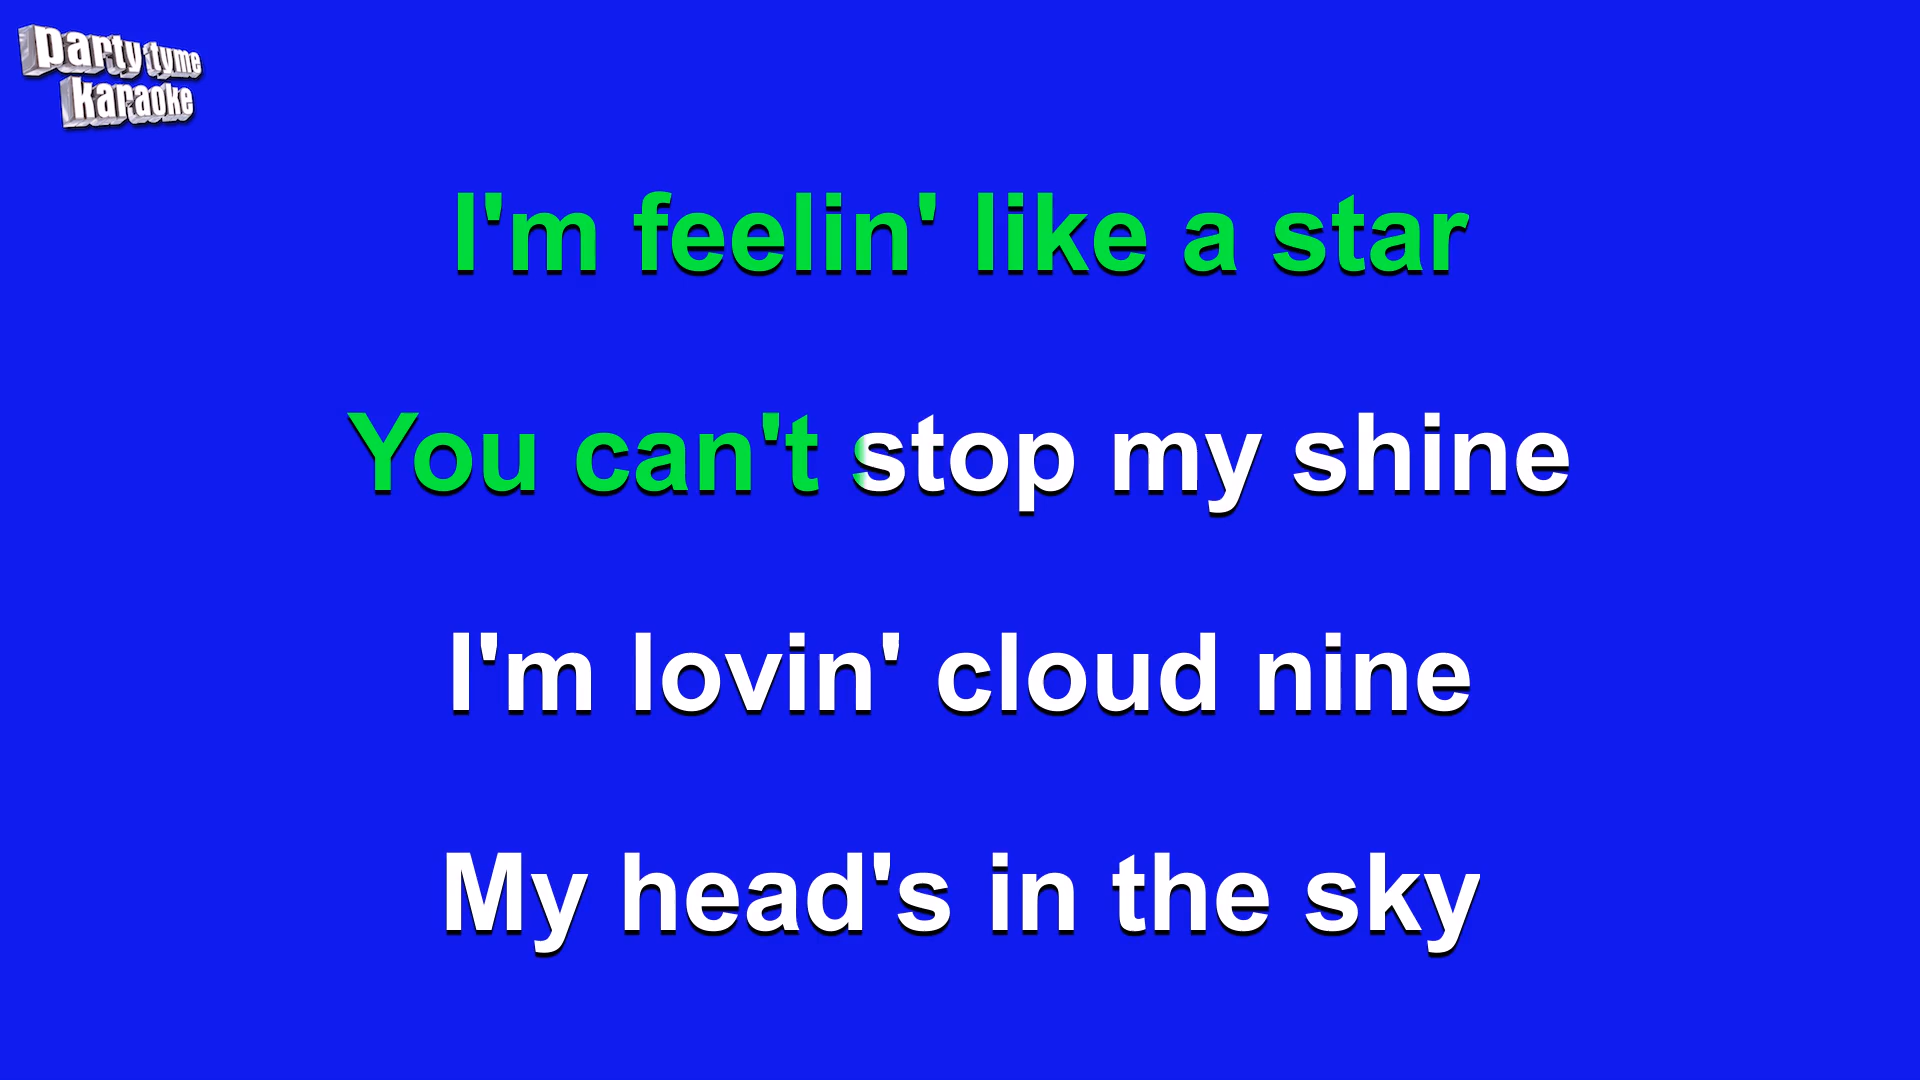 party tyme
karaoke
I'm feelin' like a star
You can't stop my shine
I'm lovin' cloud nine
My head's in the sky